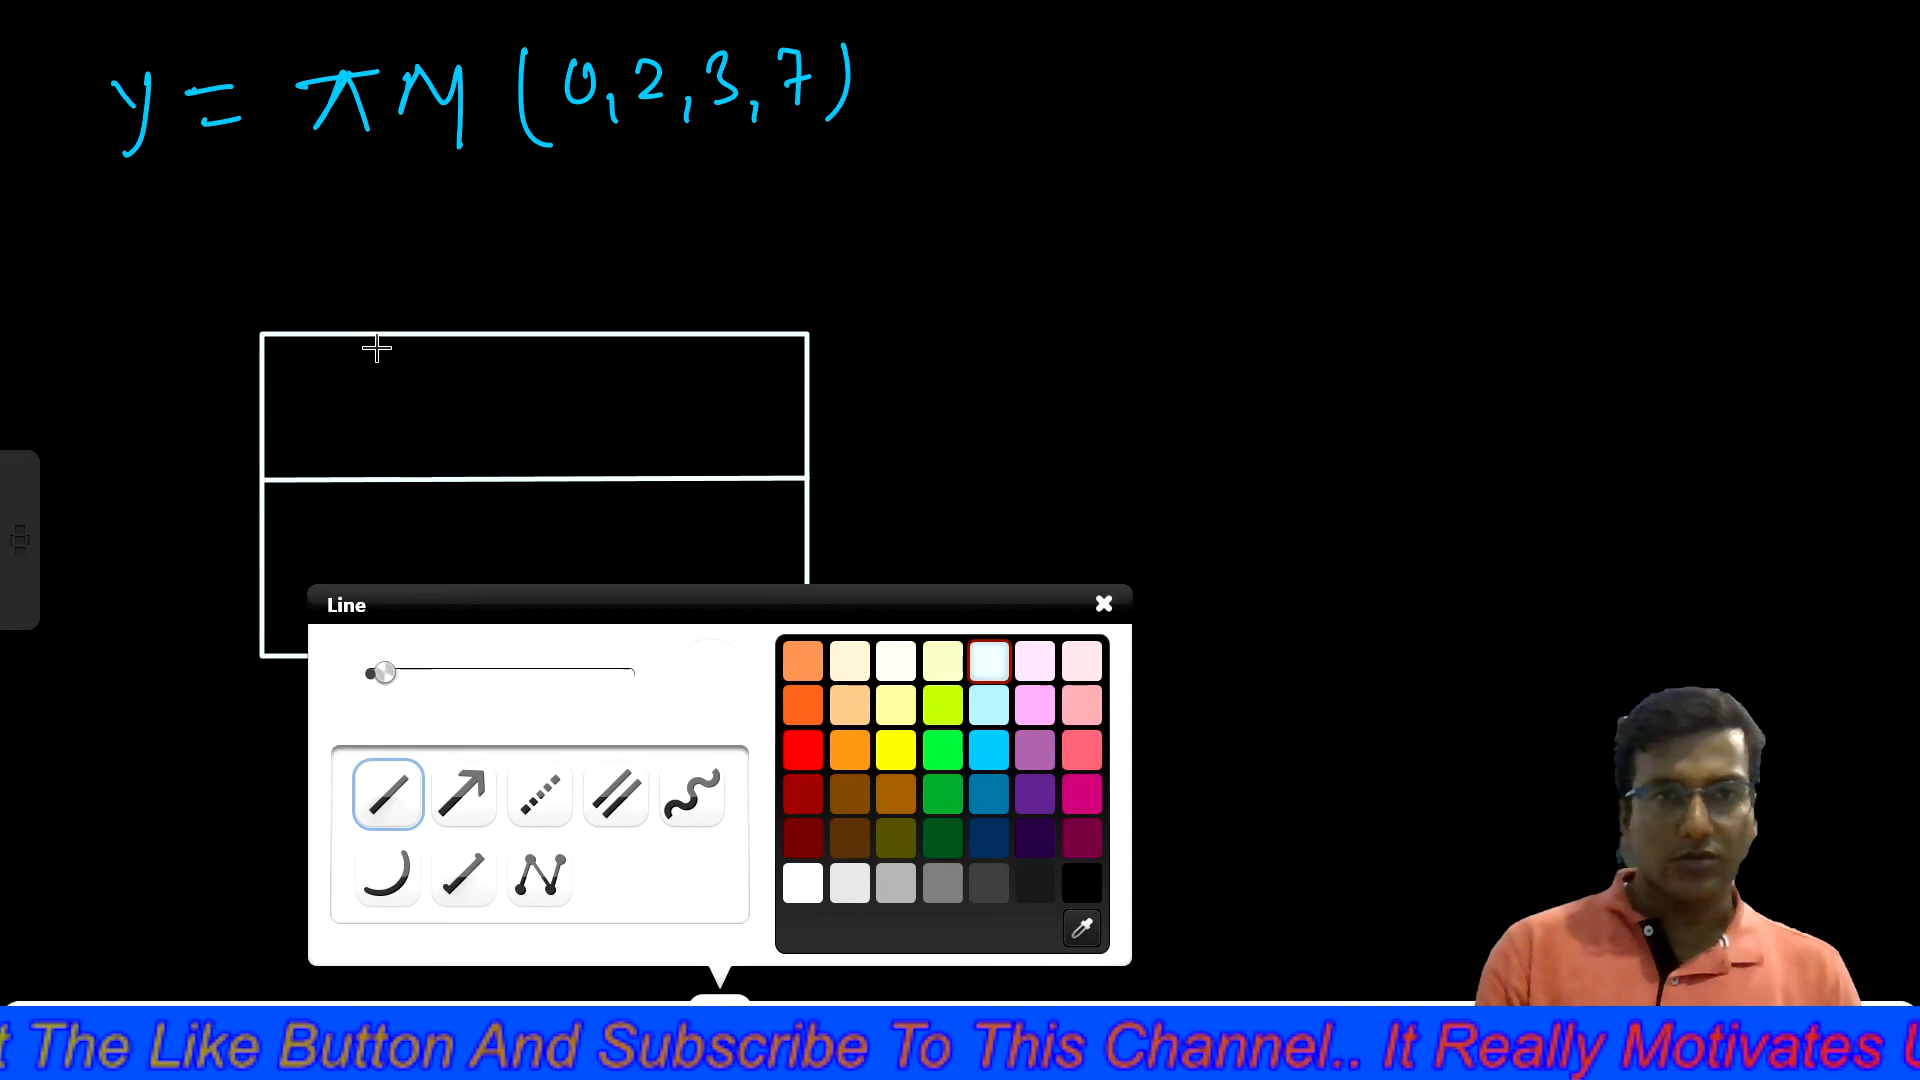 y = πM (0, 2, 3, 7)
Line
t The Like Button And Subscribe To This Channel.. It Really Motivates U